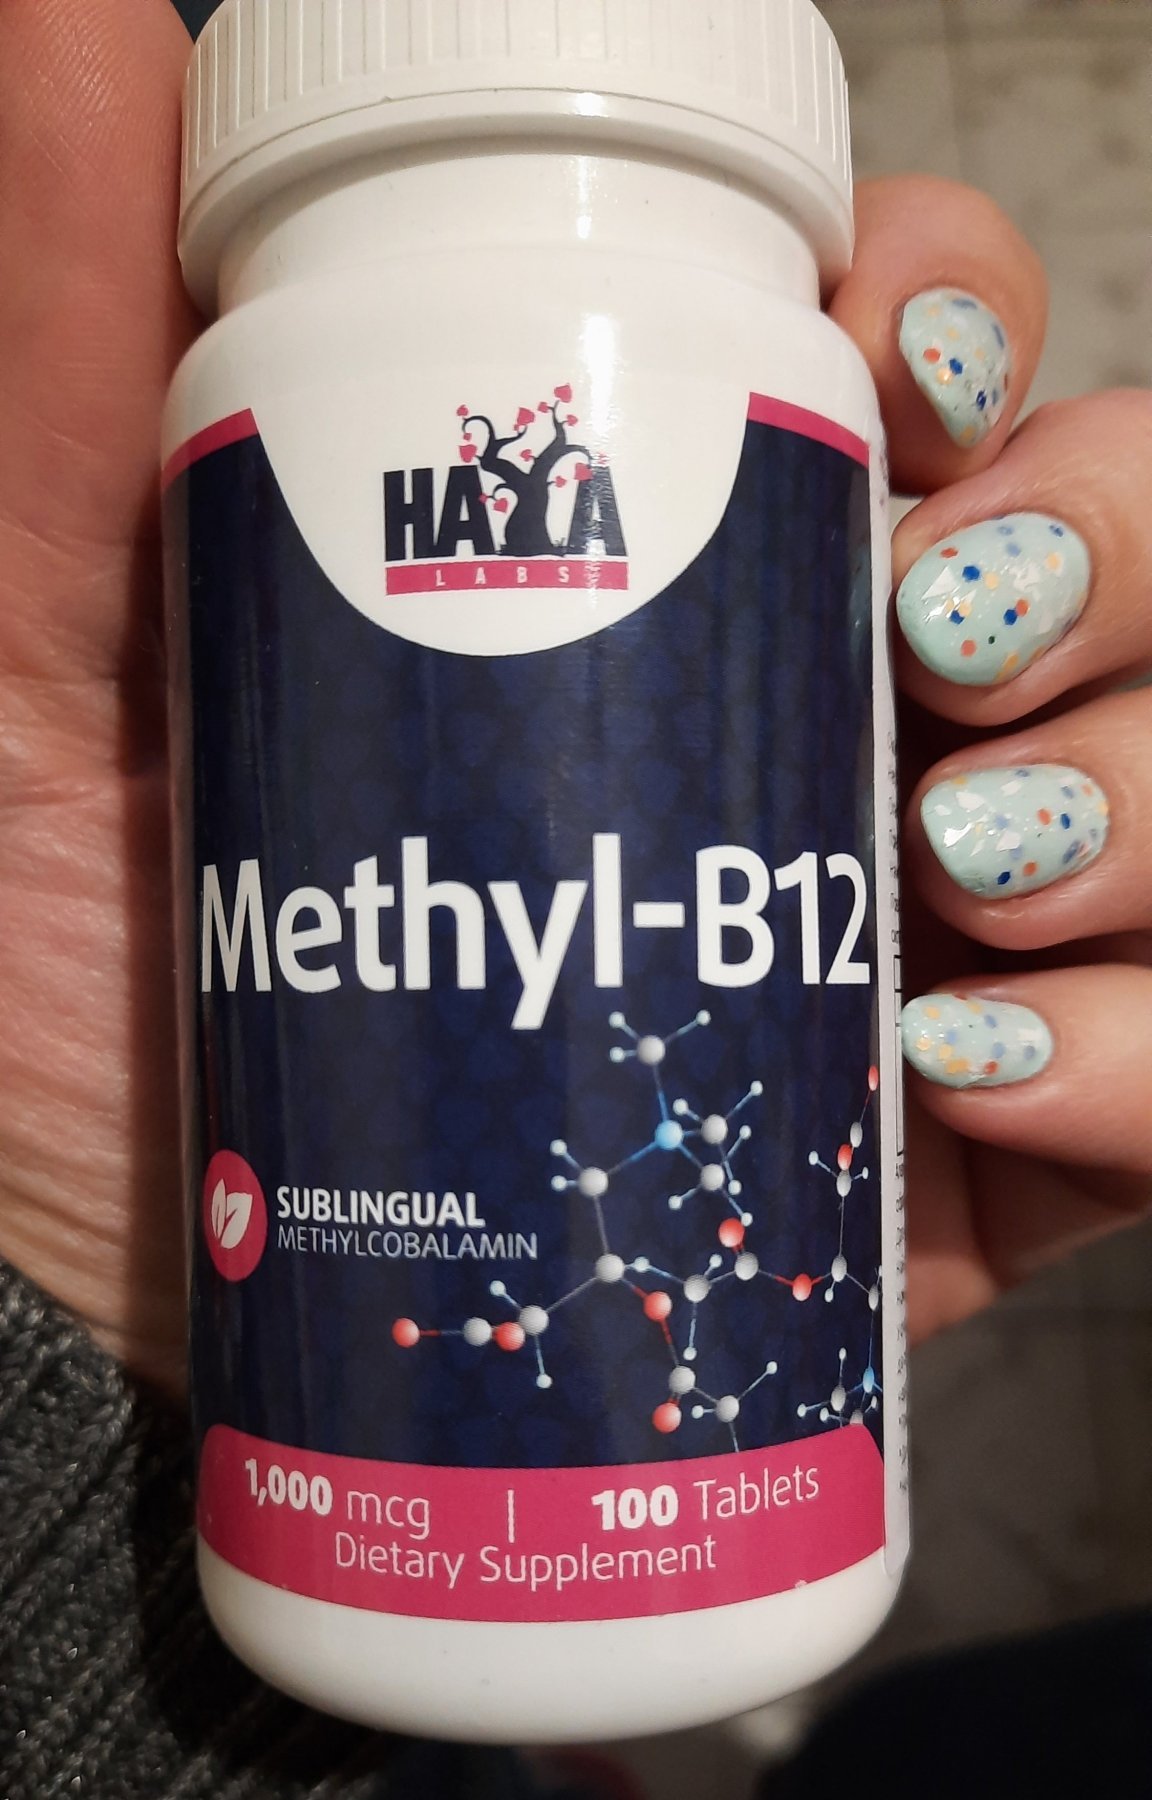 HAYA
LABS
Methyl-B12
SUBLINGUAL
METHYLCOBALAMIN
1,000 mcg | 100 Tablets
Dietary Supplement